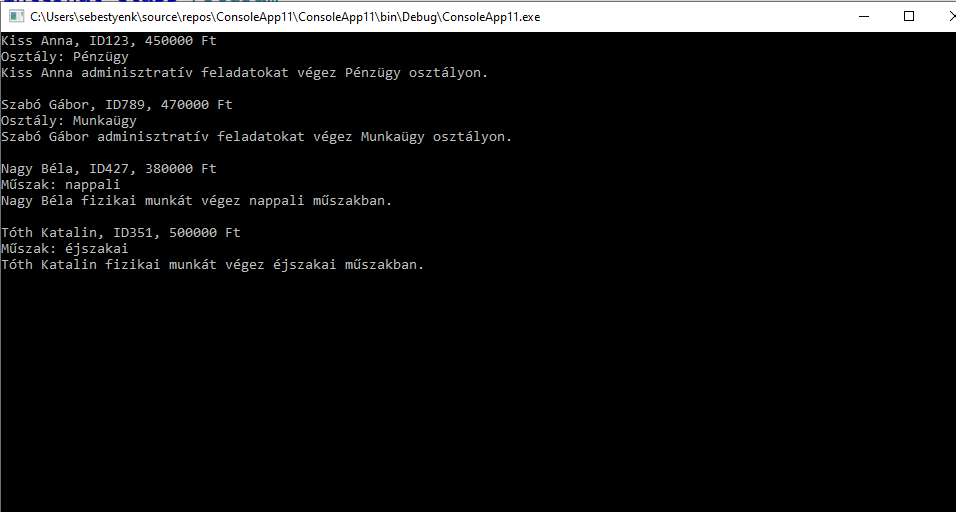 C:\Users\sebestyenk\source\repos\ConsoleApp11\ConsoleApp11\bin\Debug\ConsoleApp11.exe
Kiss Anna, ID123, 450000 Ft
Osztály: Pénzügy
Kiss Anna adminisztratív feladatokat végez Pénzügy osztályon.
Szabó Gábor, ID789, 470000 Ft
Osztály: Munkaügy
Szabó Gábor adminisztratív feladatokat végez Munkaügy osztályon.
Nagy Béla, ID427, 380000 Ft
Műszak: nappali
Nagy Béla fizikai munkát végez nappali műszakban.
Tóth Katalin, ID351, 500000 Ft
Műszak: éjszakai
Tóth Katalin fizikai munkát végez éjszakai műszakban.